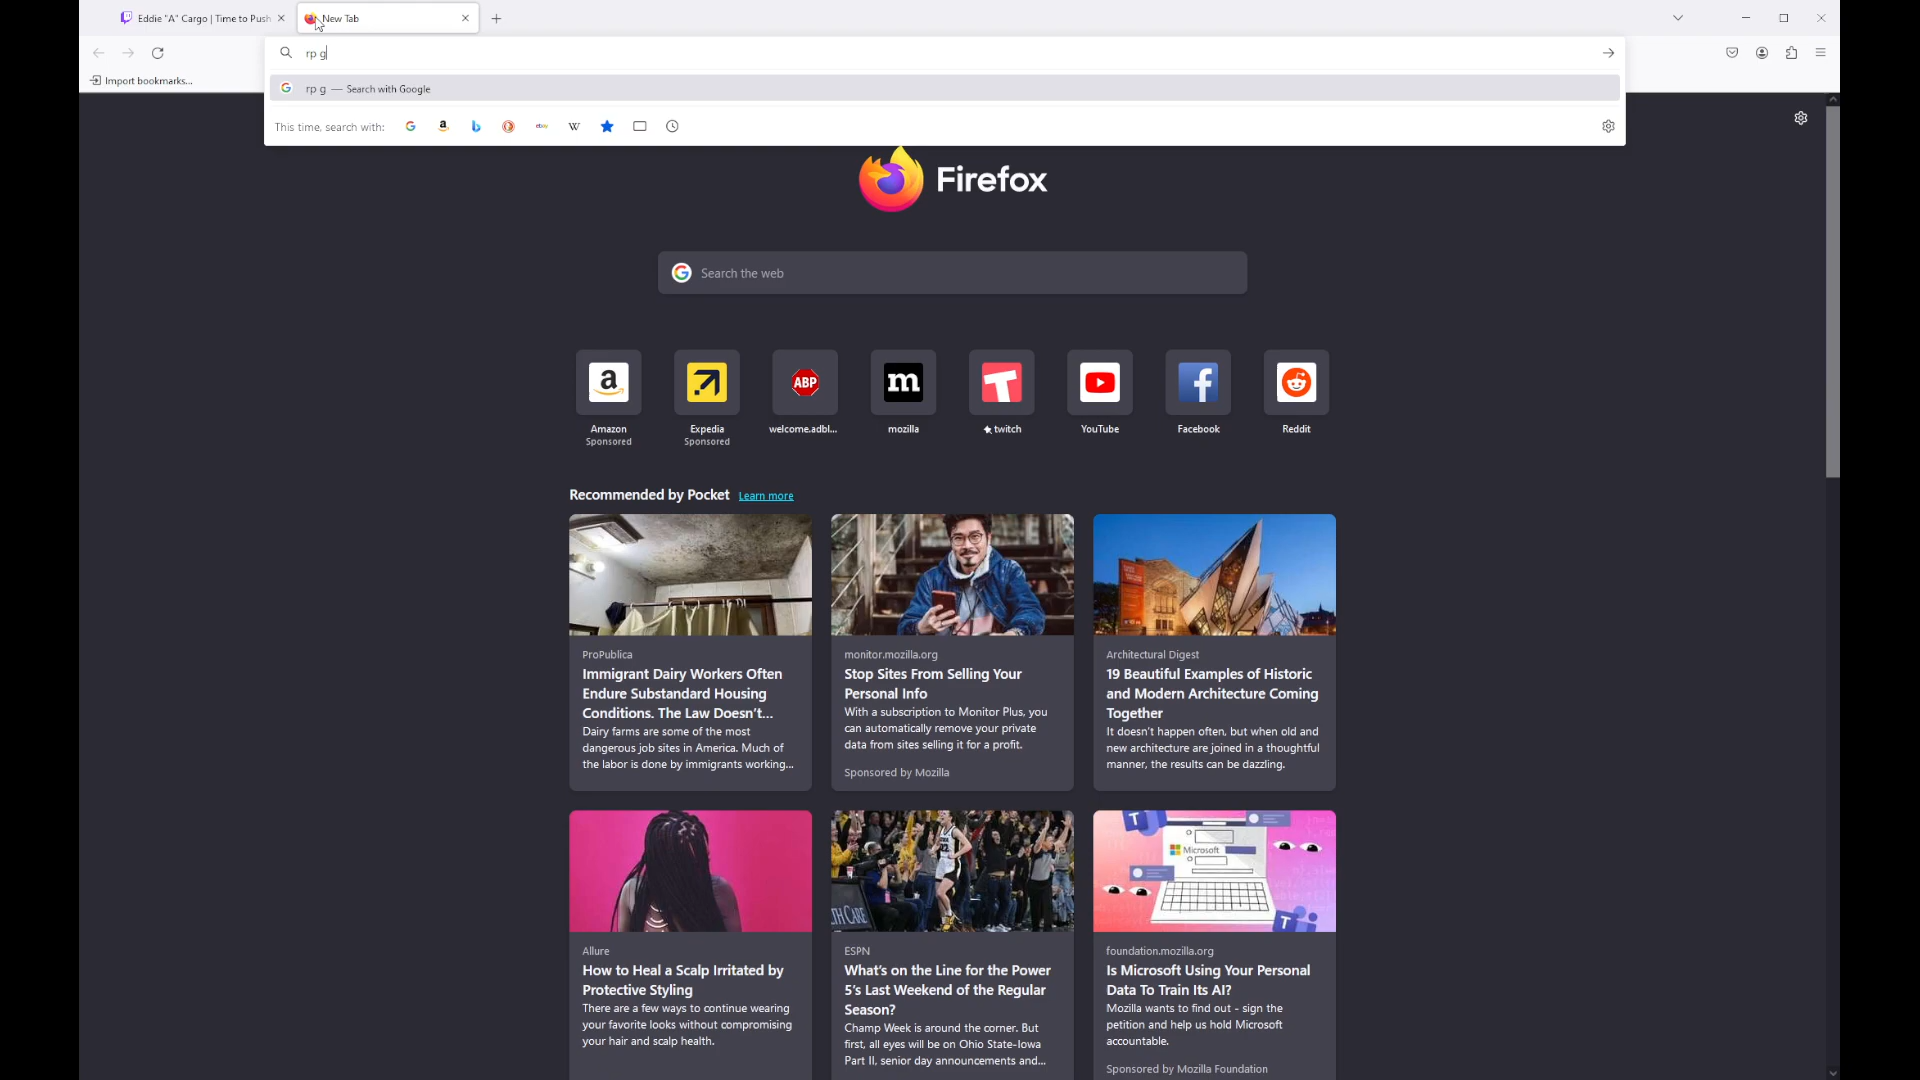 Eddie "A" Cargo | Time to Push
New Tab
rp g
Import bookmarks...
rp g — Search with Google
This time, search with:
Firefox
Search the web
Amazon
Sponsored
Expedia
Sponsored
welcome.adbl...
mozilla
twitch
YouTube
Facebook
Reddit
Recommended by Pocket Learn more
ProPublica
Immigrant Dairy Workers Often
Endure Substandard Housing
Conditions. The Law Doesn't...
Dairy farms are some of the most
dangerous job sites in America. Much of
the labor is done by immigrants working...
monitor.mozilla.org
Stop Sites From Selling Your
Personal Info
With a subscription to Monitor Plus, you
can automatically remove your private
data from sites selling it for a profit.
Sponsored by Mozilla
Architectural Digest
19 Beautiful Examples of Historic
and Modern Architecture Coming
Together
It doesn't happen often, but when old and
new architecture are joined in a thoughtful
manner, the results can be dazzling.
Allure
How to Heal a Scalp Irritated by
Protective Styling
There are a few ways to continue wearing
your favorite looks without compromising
your hair and scalp health.
ESPN
What's on the Line for the Power
5's Last Weekend of the Regular
Season?
Champ Week is around the corner. But
first, all eyes will be on Ohio State-Iowa
Part II, senior day announcements and...
Microsoft
foundation.mozilla.org
Is Microsoft Using Your Personal
Data To Train Its AI?
Mozilla wants to find out - sign the
petition and help us hold Microsoft
accountable.
Sponsored by Mozilla Foundation